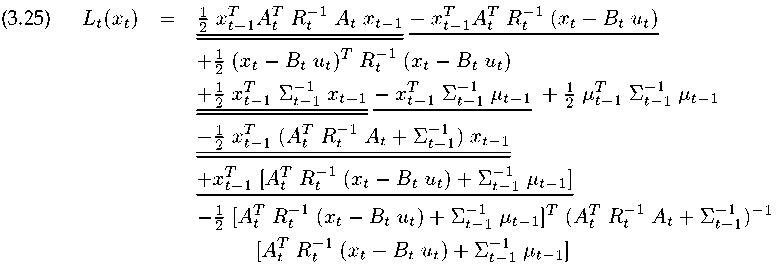 (3.25) L_t(x_t) = ½ x_{t−1}^T A_t^T R_t^{−1} A_t x_{t−1} − x_{t−1}^T A_t^T R_t^{−1} (x_t − B_t u_t)
+½ (x_t − B_t u_t)^T R_t^{−1} (x_t − B_t u_t)
+½ x_{t−1}^T Σ_{t−1}^{−1} x_{t−1} − x_{t−1}^T Σ_{t−1}^{−1} μ_{t−1} + ½ μ_{t−1}^T Σ_{t−1}^{−1} μ_{t−1}
−½ x_{t−1}^T (A_t^T R_t^{−1} A_t + Σ_{t−1}^{−1}) x_{t−1}
+x_{t−1}^T [A_t^T R_t^{−1} (x_t − B_t u_t) + Σ_{t−1}^{−1} μ_{t−1}]
−½ [A_t^T R_t^{−1} (x_t − B_t u_t) + Σ_{t−1}^{−1} μ_{t−1}]^T (A_t^T R_t^{−1} A_t + Σ_{t−1}^{−1})^{−1}
[A_t^T R_t^{−1} (x_t − B_t u_t) + Σ_{t−1}^{−1} μ_{t−1}]